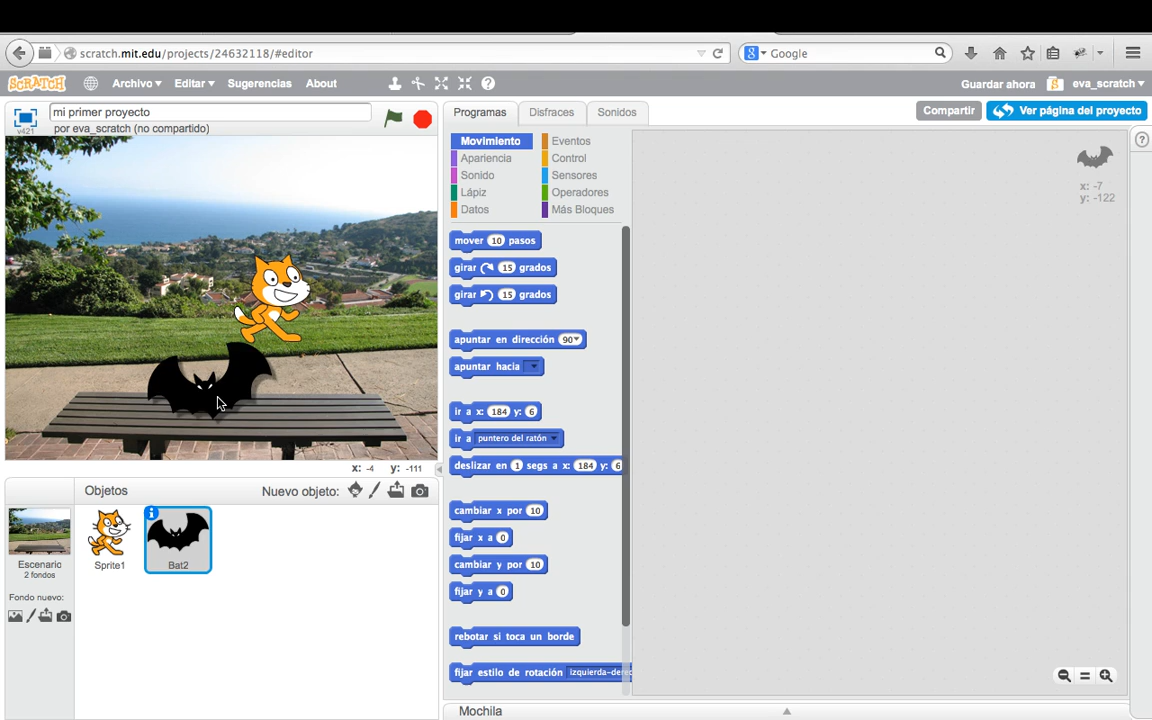 scratch.mit.edu/projects/24632118/#editor
Google
SCRATCH Archivo Editar Sugerencias About
Guardar ahora
eva_scratch
mi primer proyecto
por eva_scratch (no compartido)
v421
Programas Disfraces Sonidos
Compartir
Ver página del proyecto
Movimiento Eventos
Apariencia Control
Sonido Sensores
Lápiz Operadores
Datos Más Bloques
x: -7
y: -122
mover 10 pasos
girar 15 grados
girar 15 grados
apuntar en dirección 90
apuntar hacia
ir a x: 184 y: 6
ir a puntero del ratón
deslizar en 1 segs a x: 184 y: 6
cambiar x por 10
fijar x a 0
cambiar y por 10
fijar y a 0
rebotar si toca un borde
fijar estilo de rotación
x: -4 y: -111
Objetos
Nuevo objeto:
Escenario
2 fondos
Fondo nuevo:
Sprite1
Bat2
Mochila